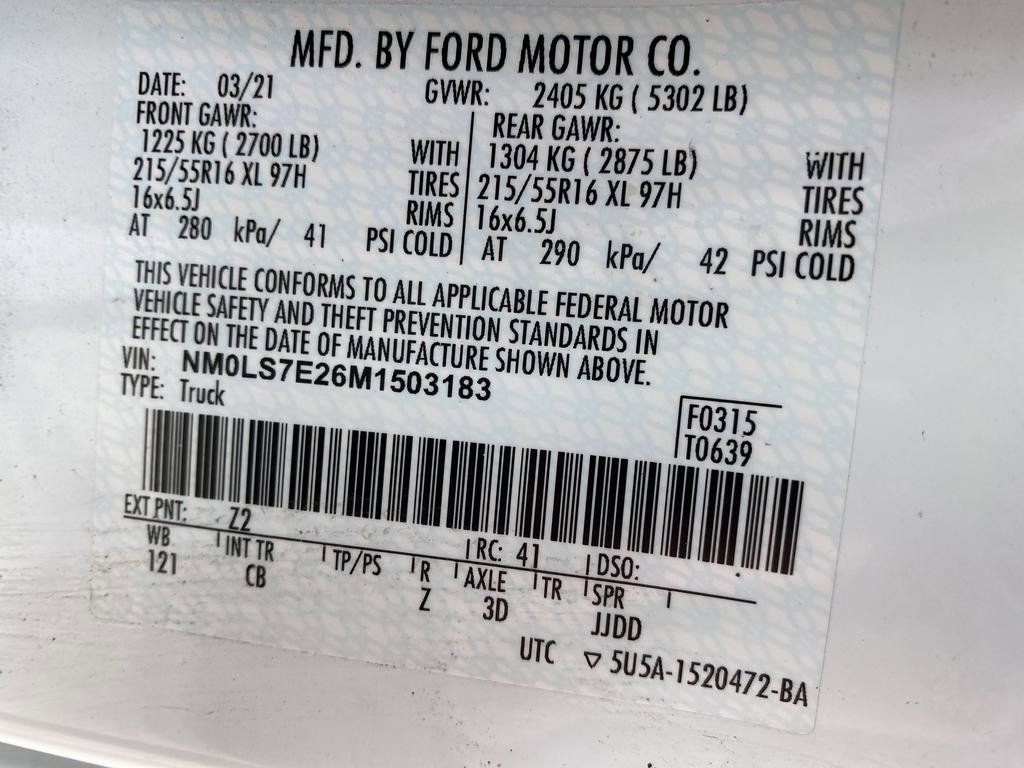 MFD. BY FORD MOTOR CO.
DATE: 03/21 GVWR: 2405 KG ( 5302 LB)
FRONT GAWR: REAR GAWR:
1225 KG ( 2700 LB) WITH 1304 KG ( 2875 LB) WITH
215/55R16 XL 97H TIRES 215/55R16 XL 97H TIRES
16x6.5J RIMS 16x6.5J RIMS
AT 280 kPa/ 41 PSI COLD AT 290 kPa/ 42 PSI COLD
THIS VEHICLE CONFORMS TO ALL APPLICABLE FEDERAL MOTOR
VEHICLE SAFETY AND THEFT PREVENTION STANDARDS IN
EFFECT ON THE DATE OF MANUFACTURE SHOWN ABOVE.
VIN: NM0LS7E26M1503183
TYPE: Truck
F0315
T0639
EXT PNT: Z2 RC: 41 DSO:
WB INT TR TP/PS R AXLE TR SPR
121 CB Z 3D JJDD
UTC ▽ 5U5A-1520472-BA